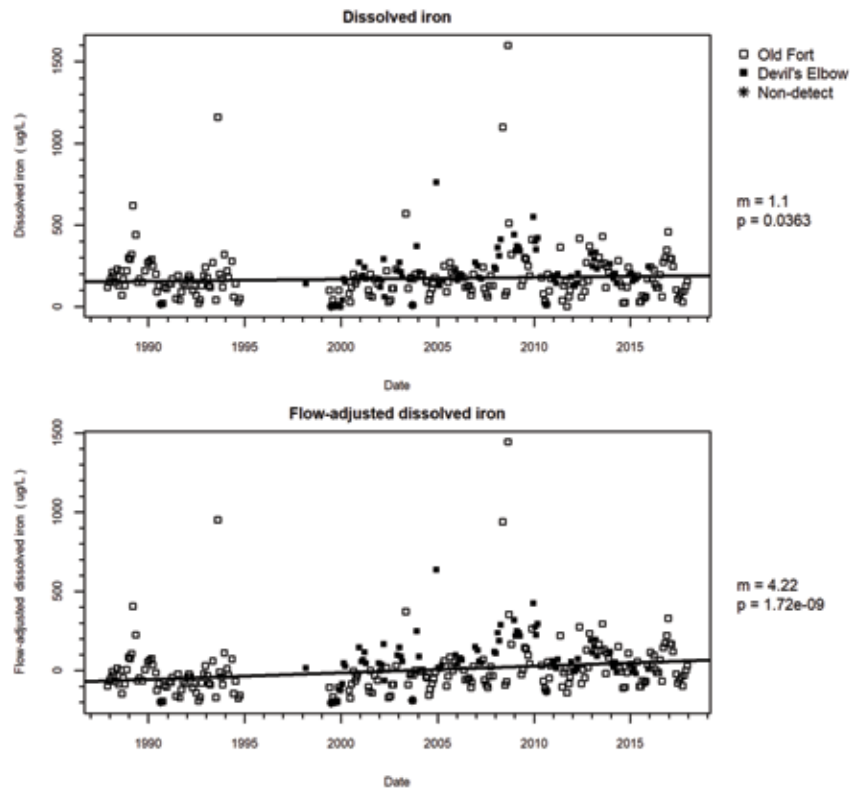 Dissolved iron
1500
1000
500
0
Dissolved iron ( ug/L )
1990 1995 2000 2005 2010 2015
Date
Old Fort
Devil's Elbow
Non-detect
m = 1.1
p = 0.0363
Flow-adjusted dissolved iron
1500
1000
500
0
Flow-adjusted dissolved iron ( ug/L )
1990 1995 2000 2005 2010 2015
Date
m = 4.22
p = 1.72e-09